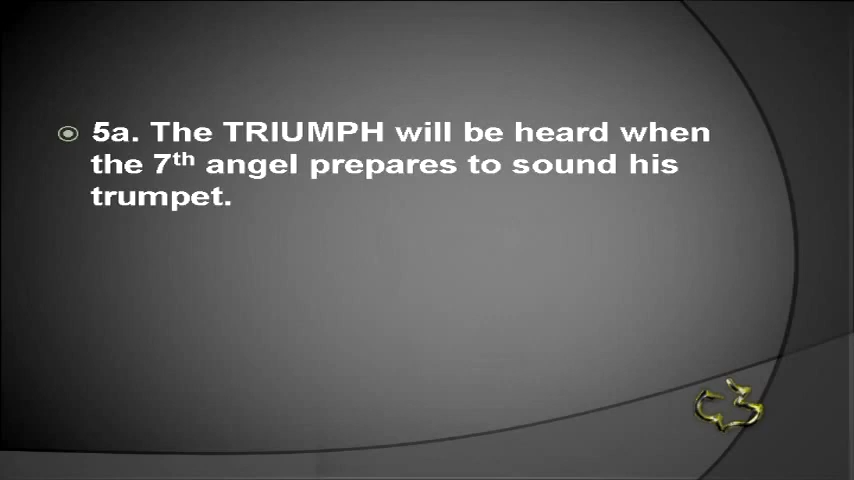 5a. The TRIUMPH will be heard when
the 7th angel prepares to sound his
trumpet.